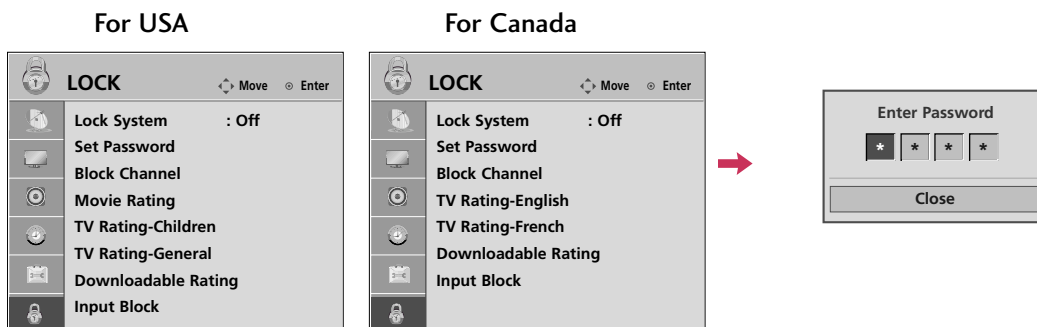 For USA
LOCK
Move
Enter
Lock System : Off
Set Password
Block Channel
Movie Rating
TV Rating-Children
TV Rating-General
Downloadable Rating
Input Block
For Canada
LOCK
Move
Enter
Lock System : Off
Set Password
Block Channel
TV Rating-English
TV Rating-French
Downloadable Rating
Input Block
Enter Password
* * * *
Close